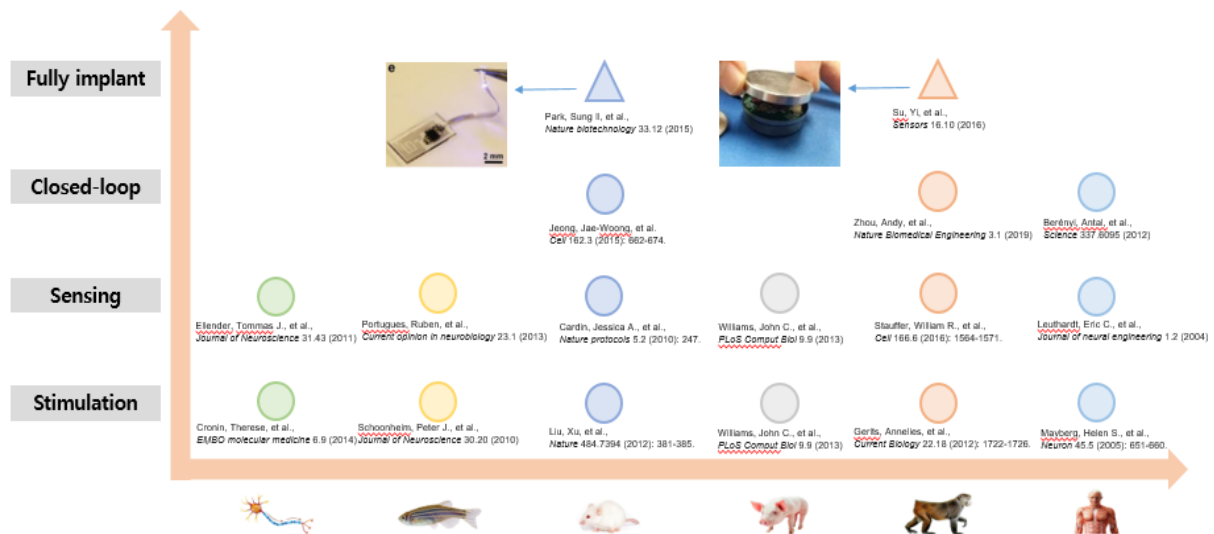 Fully implant
e
2 mm
Park, Sung Il, et al.,
Nature biotechnology 33.12 (2015)
Su, Yi, et al.,
Sensors 16.10 (2016)
Closed-loop
Jeong, Jae-Woong, et al.
Cell 162.3 (2015): 662-674.
Zhou, Andy, et al.,
Nature Biomedical Engineering 3.1 (2019)
Berényi, Antal, et al.,
Science 337.6095 (2012)
Sensing
Ellender, Tommas J., et al.,
Journal of Neuroscience 31.43 (2011)
Portugues, Ruben, et al.,
Current opinion in neurobiology 23.1 (2013)
Cardin, Jessica A., et al.,
Nature protocols 5.2 (2010): 247.
Williams, John C., et al.,
PLoS Comput Biol 9.9 (2013)
Stauffer, William R., et al.,
Cell 166.6 (2016): 1564-1571.
Leuthardt, Eric C., et al.,
Journal of neural engineering 1.2 (2004)
Stimulation
Cronin, Therese, et al.,
EMBO molecular medicine 6.9 (2014)
Schoonheim, Peter J., et al.,
Journal of Neuroscience 30.20 (2010)
Liu, Xu, et al.,
Nature 484.7394 (2012): 381-385.
Williams, John C., et al.,
PLoS Comput Biol 9.9 (2013)
Gerits, Annelies, et al.,
Current Biology 22.18 (2012): 1722-1726.
Mayberg, Helen S., et al.,
Neuron 45.5 (2005): 651-660.